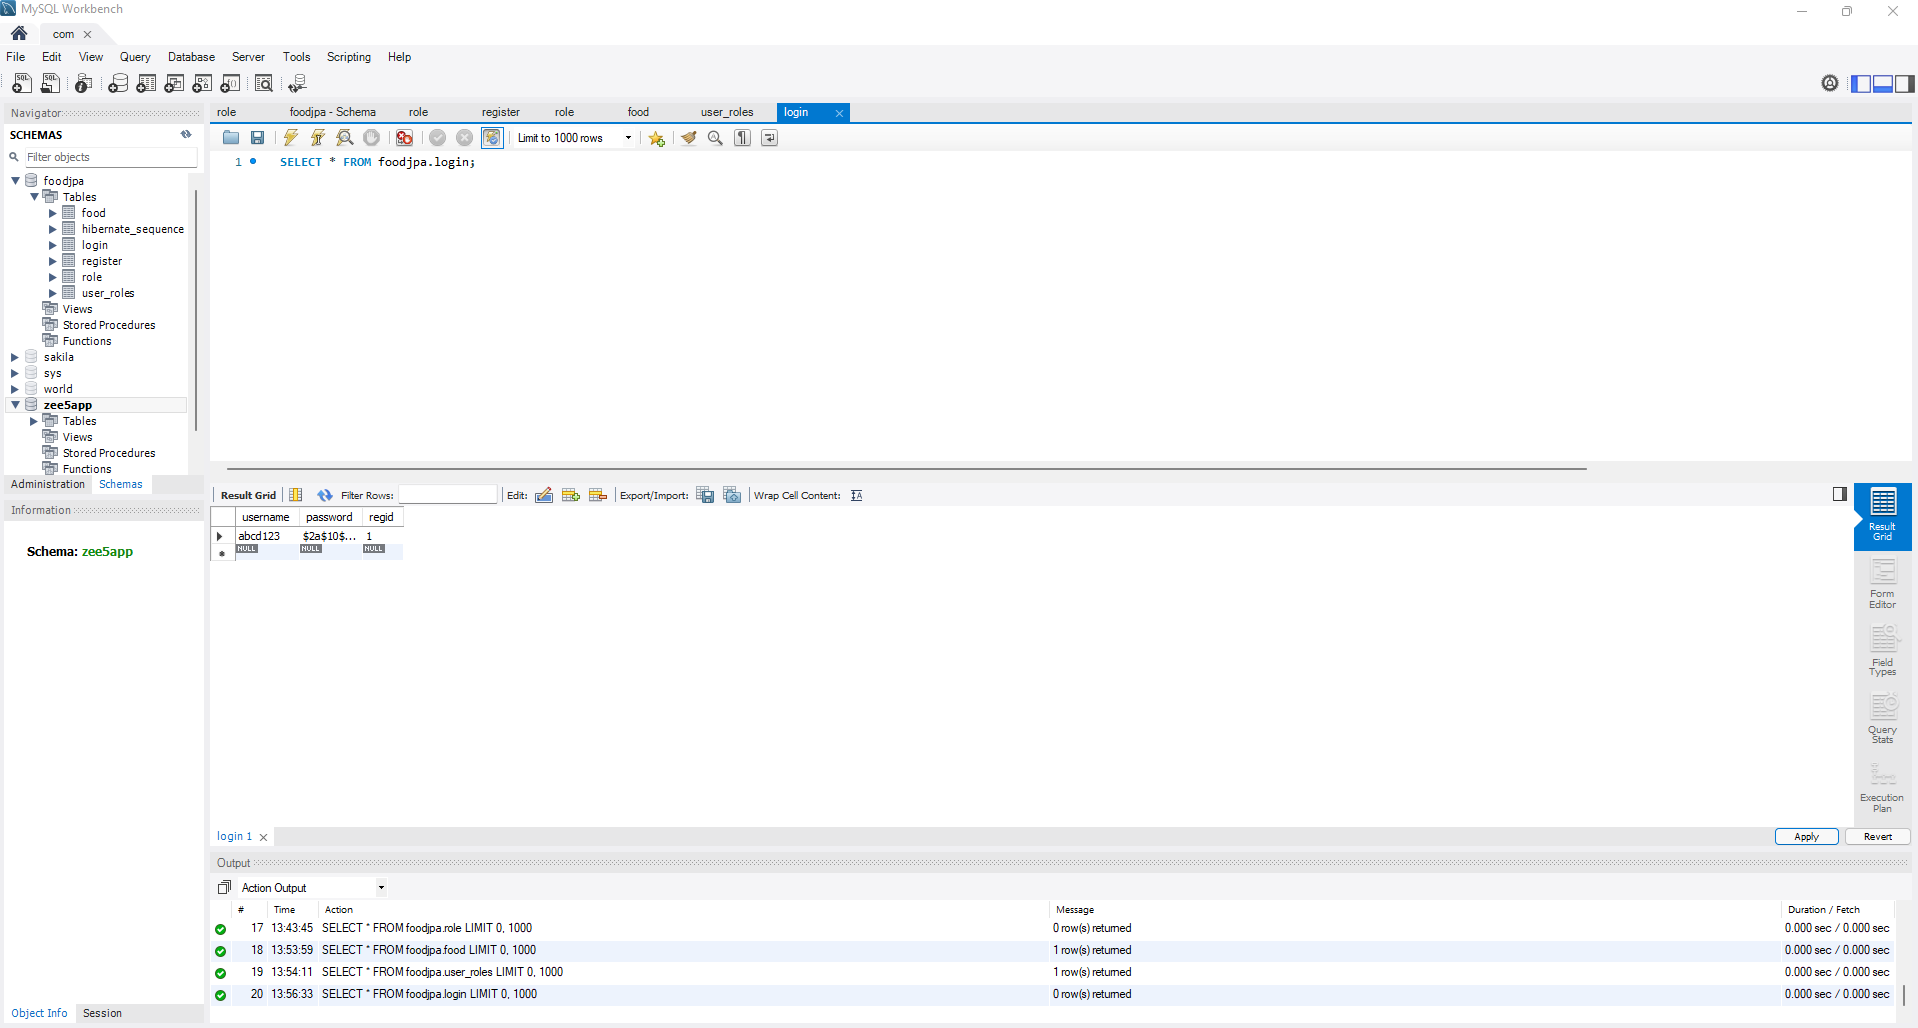 MySQL Workbench
com
File Edit View Query Database Server Tools Scripting Help
Navigator
SCHEMAS
Filter objects
foodjpa
Tables
food
hibernate_sequence
login
register
role
user_roles
Views
Stored Procedures
Functions
sakila
sys
world
zee5app
Tables
Views
Stored Procedures
Functions
Administration Schemas
Information
Schema: zee5app
Object Info Session
role foodjpa - Schema role register role food user_roles login
Limit to 1000 rows
1 SELECT * FROM foodjpa.login;
Result Grid Filter Rows: Edit: Export/Import: Wrap Cell Content:
username password regid
abcd123 $2a$10$... 1
NULL NULL NULL
Result
Grid
Form
Editor
Field
Types
Query
Stats
Execution
Plan
login 1
Apply Revert
Output
Action Output
# Time Action Message Duration / Fetch
17 13:43:45 SELECT * FROM foodjpa.role LIMIT 0, 1000 0 row(s) returned 0.000 sec / 0.000 sec
18 13:53:59 SELECT * FROM foodjpa.food LIMIT 0, 1000 1 row(s) returned 0.000 sec / 0.000 sec
19 13:54:11 SELECT * FROM foodjpa.user_roles LIMIT 0, 1000 1 row(s) returned 0.000 sec / 0.000 sec
20 13:56:33 SELECT * FROM foodjpa.login LIMIT 0, 1000 0 row(s) returned 0.000 sec / 0.000 sec